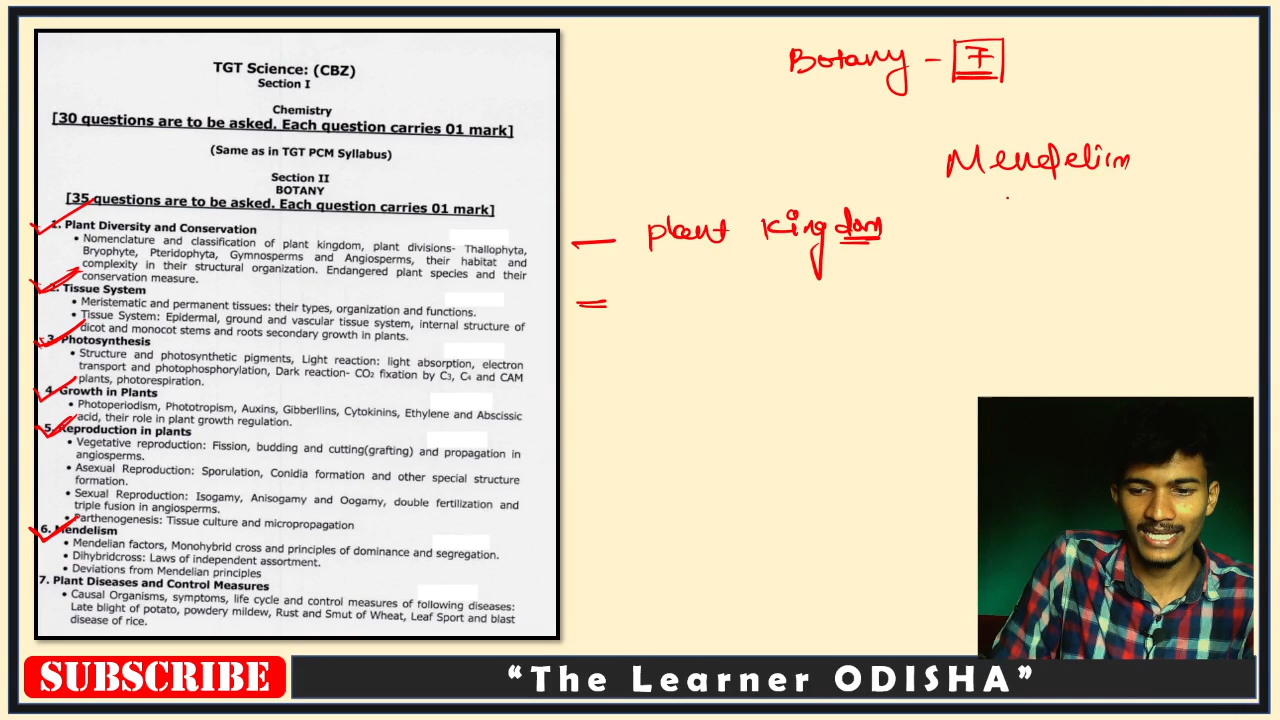 TGT Science: (CBZ)
Section I
Chemistry
[30 questions are to be asked. Each question carries 01 mark]
(Same as in TGT PCM Syllabus)
Section II
BOTANY
[35 questions are to be asked. Each question carries 01 mark]
1. Plant Diversity and Conservation
• Nomenclature and classification of plant kingdom, plant divisions- Thallophyta,
Bryophyte, Pteridophyta, Gymnosperms and Angiosperms, their habitat and
complexity in their structural organization. Endangered plant species and their
conservation measure.
2. Tissue System
• Meristematic and permanent tissues: their types, organization and functions.
• Tissue System: Epidermal, ground and vascular tissue system, internal structure of
dicot and monocot stems and roots secondary growth in plants.
3. Photosynthesis
• Structure and photosynthetic pigments, Light reaction: light absorption, electron
transport and photophosphorylation, Dark reaction- CO₂ fixation by C₃, C₄ and CAM
plants, photorespiration.
4. Growth in Plants
• Photoperiodism, Phototropism, Auxins, Gibberllins, Cytokinins, Ethylene and Abscissic
acid, their role in plant growth regulation.
5. Reproduction in plants
• Vegetative reproduction: Fission, budding and cutting(grafting) and propagation in
angiosperms.
• Asexual Reproduction: Sporulation, Conidia formation and other special structure
formation.
• Sexual Reproduction: Isogamy, Anisogamy and Oogamy, double fertilization and
triple fusion in angiosperms.
• Parthenogenesis: Tissue culture and micropropagation
6. Mendelism
• Mendelian factors, Monohybrid cross and principles of dominance and segregation.
• Dihybridcross: Laws of independent assortment.
• Deviations from Mendelian principles
7. Plant Diseases and Control Measures
• Causal Organisms, symptoms, life cycle and control measures of following diseases:
Late blight of potato, powdery mildew, Rust and Smut of Wheat, Leaf Sport and blast
disease of rice.
Botany - 7
Mendelism
— plant kingdom
=
SUBSCRIBE
“The Learner ODISHA”